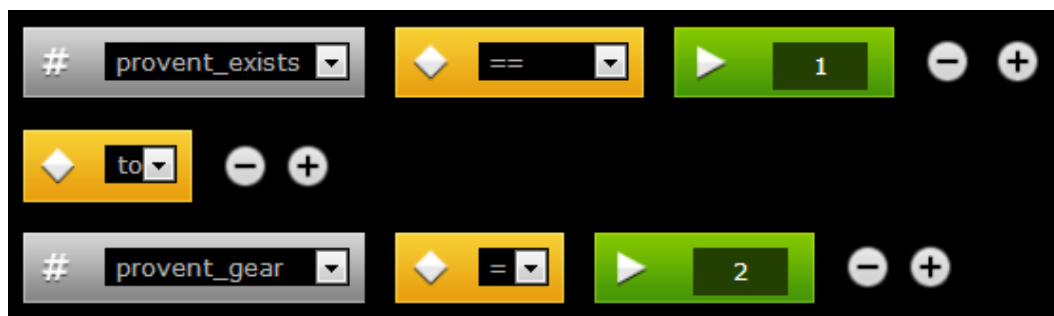 # provent_exists == 1
to
# provent_gear = 2